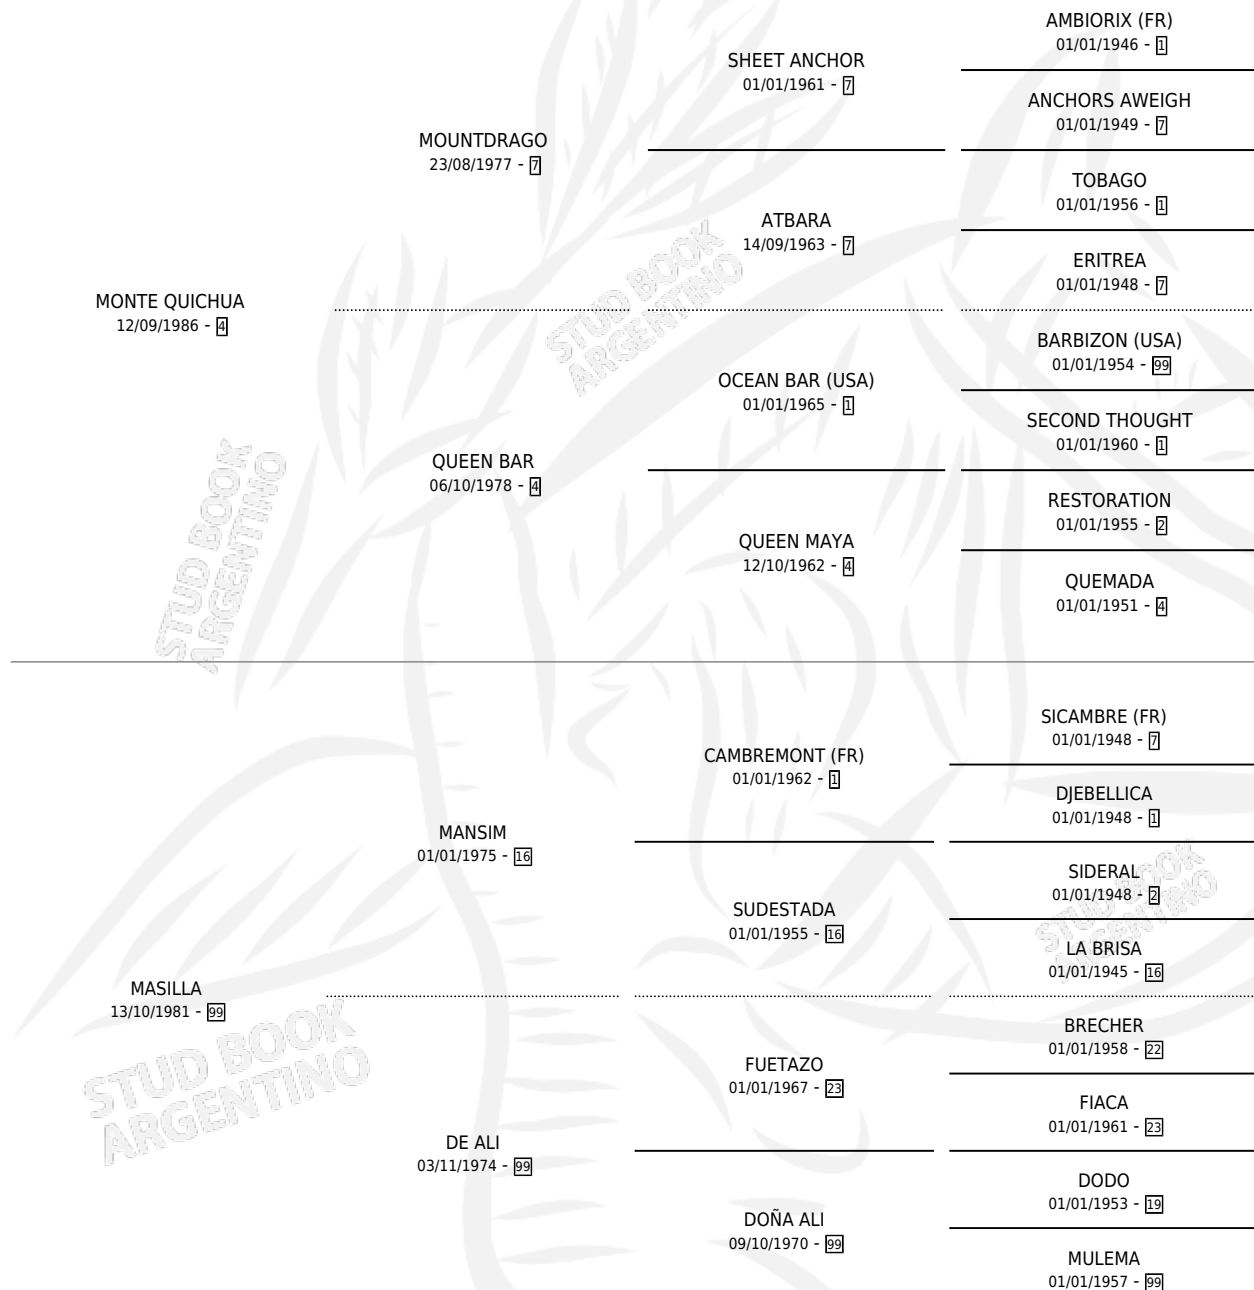 AMBIORIX (FR)
01/01/1946 - 1
SHEET ANCHOR
01/01/1961 - 7
ANCHORS AWEIGH
01/01/1949 - 7
MOUNTDRAGO
23/08/1977 - 7
TOBAGO
01/01/1956 - 1
ATBARA
14/09/1963 - 7
ERITREA
01/01/1948 - 7
MONTE QUICHUA
12/09/1986 - 4
BARBIZON (USA)
01/01/1954 - 99
OCEAN BAR (USA)
01/01/1965 - 1
SECOND THOUGHT
01/01/1960 - 1
QUEEN BAR
06/10/1978 - 4
RESTORATION
01/01/1955 - 2
QUEEN MAYA
12/10/1962 - 4
QUEMADA
01/01/1951 - 4
STUD BOOK
ARGENTINO
STUD BOOK
ARGENTINO
SICAMBRE (FR)
01/01/1948 - 7
CAMBREMONT (FR)
01/01/1962 - 1
DJEBELLICA
01/01/1948 - 1
MANSIM
01/01/1975 - 16
SIDERAL
01/01/1948 - 2
SUDESTADA
01/01/1955 - 16
LA BRISA
01/01/1945 - 16
MASILLA
13/10/1981 - 99
BRECHER
01/01/1958 - 22
FUETAZO
01/01/1967 - 23
FIACA
01/01/1961 - 23
DE ALI
03/11/1974 - 99
DODO
01/01/1953 - 19
DOÑA ALI
09/10/1970 - 99
MULEMA
01/01/1957 - 99
STUD BOOK
ARGENTINO
STUD BOOK
ARGENTINO